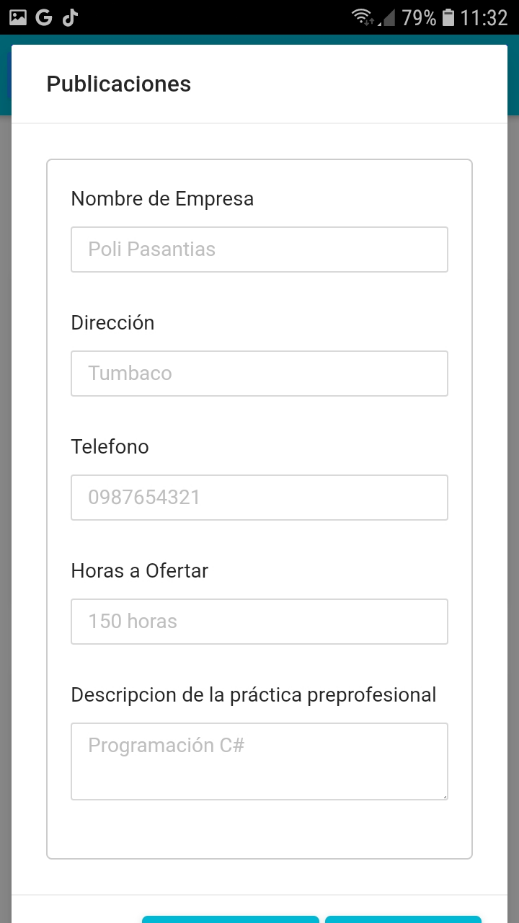 79% 11:32
Publicaciones
Nombre de Empresa
Poli Pasantias
Dirección
Tumbaco
Telefono
0987654321
Horas a Ofertar
150 horas
Descripcion de la práctica preprofesional
Programación C#